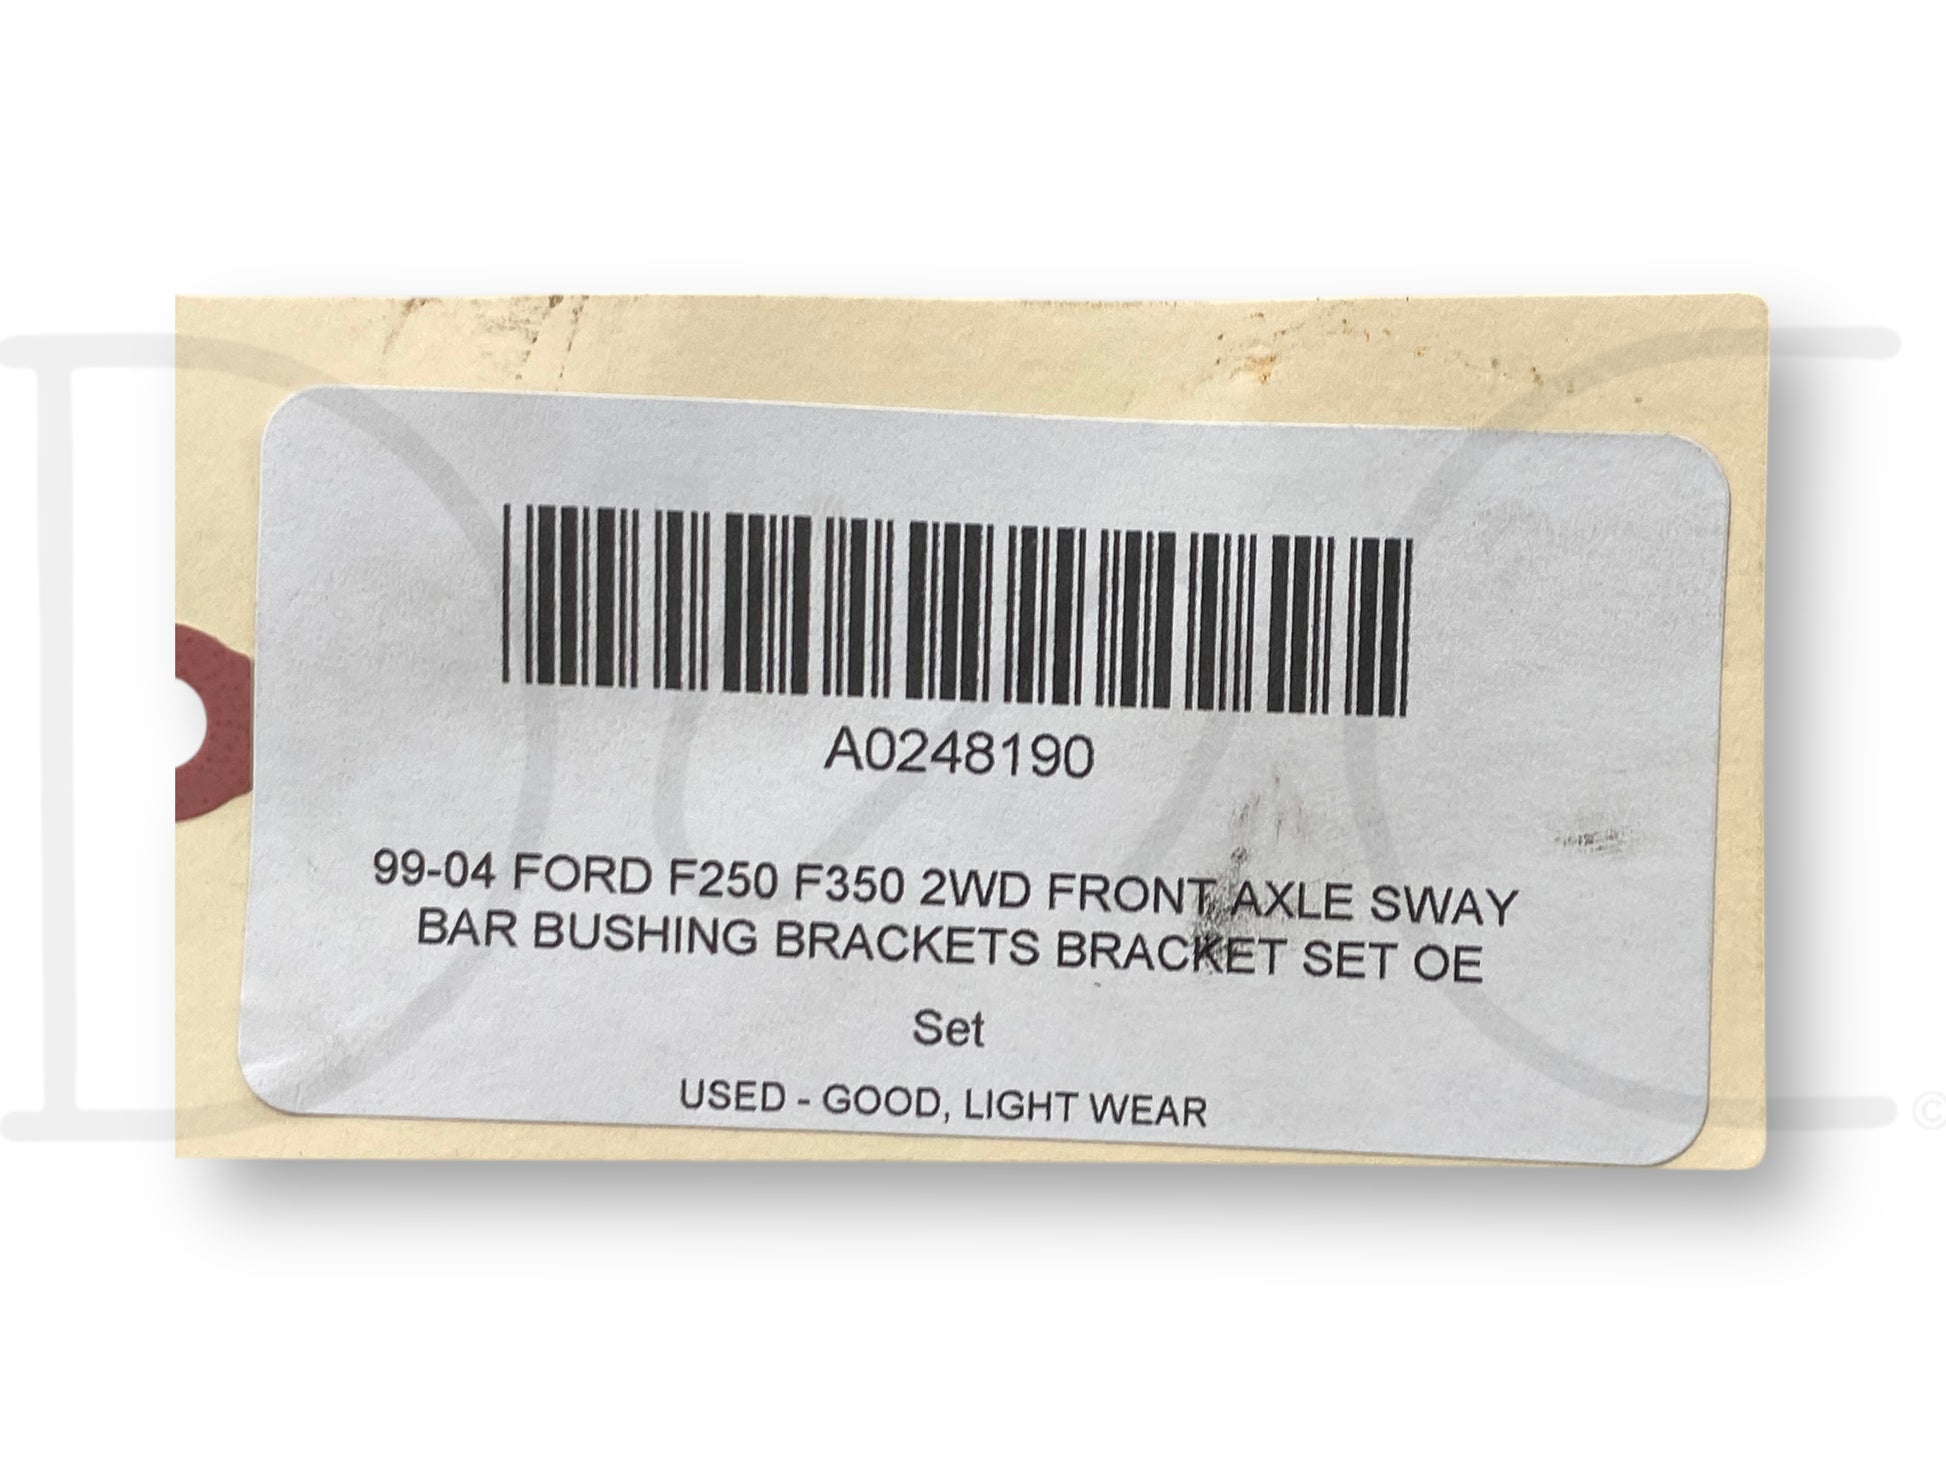 A0248190
99-04 FORD F250 F350 2WD FRONT AXLE SWAY
BAR BUSHING BRACKETS BRACKET SET OE
Set
USED - GOOD, LIGHT WEAR
©